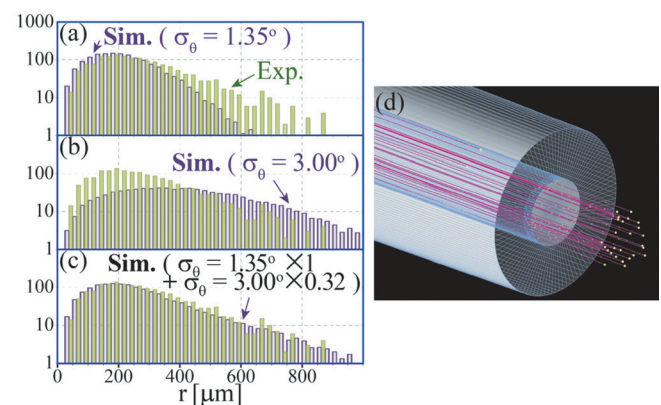 1000
(a)
Sim. ( σθ = 1.35° )
100
Exp.
10
1
(b)
100
Sim. ( σθ = 3.00° )
10
1
(c)
Sim. ( σθ = 1.35° ×1
+ σθ = 3.00°×0.32)
100
10
1
0 200 400 600 800
r [μm]
(d)